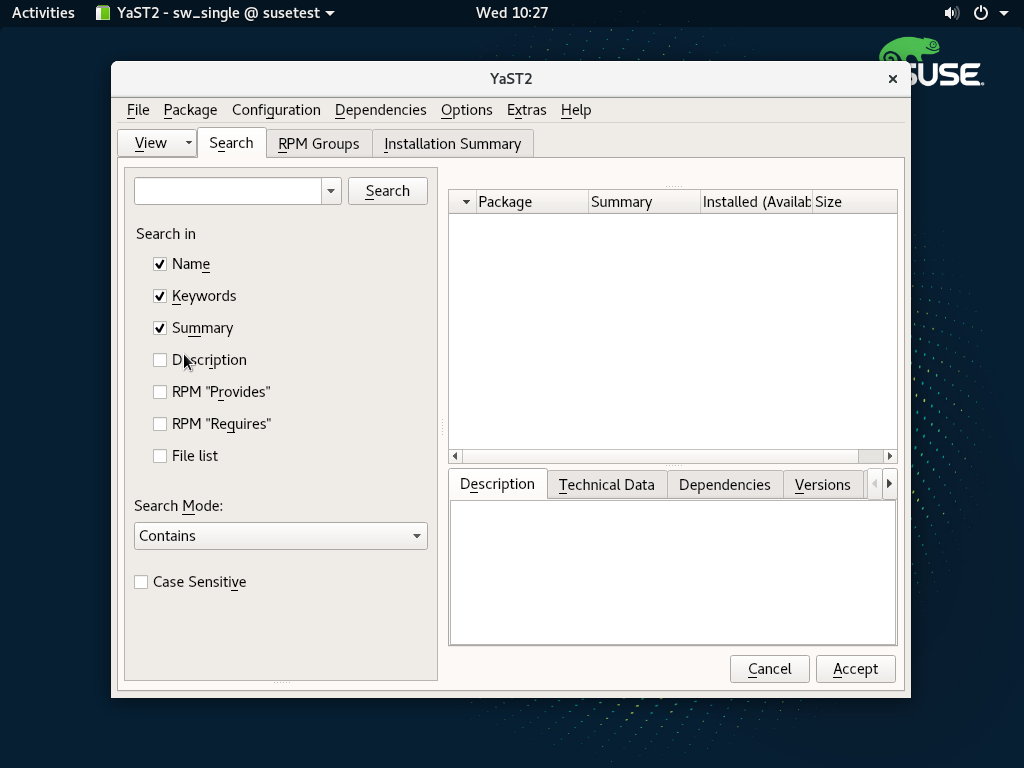 Activities YaST2 - sw_single @ susetest Wed 10:27
YaST2
File Package Configuration Dependencies Options Extras Help
View Search RPM Groups Installation Summary
Search
Search in
Name
Keywords
Summary
Description
RPM "Provides"
RPM "Requires"
File list
Search Mode:
Contains
Case Sensitive
Package Summary Installed (Availab Size
Description Technical Data Dependencies Versions
Cancel Accept